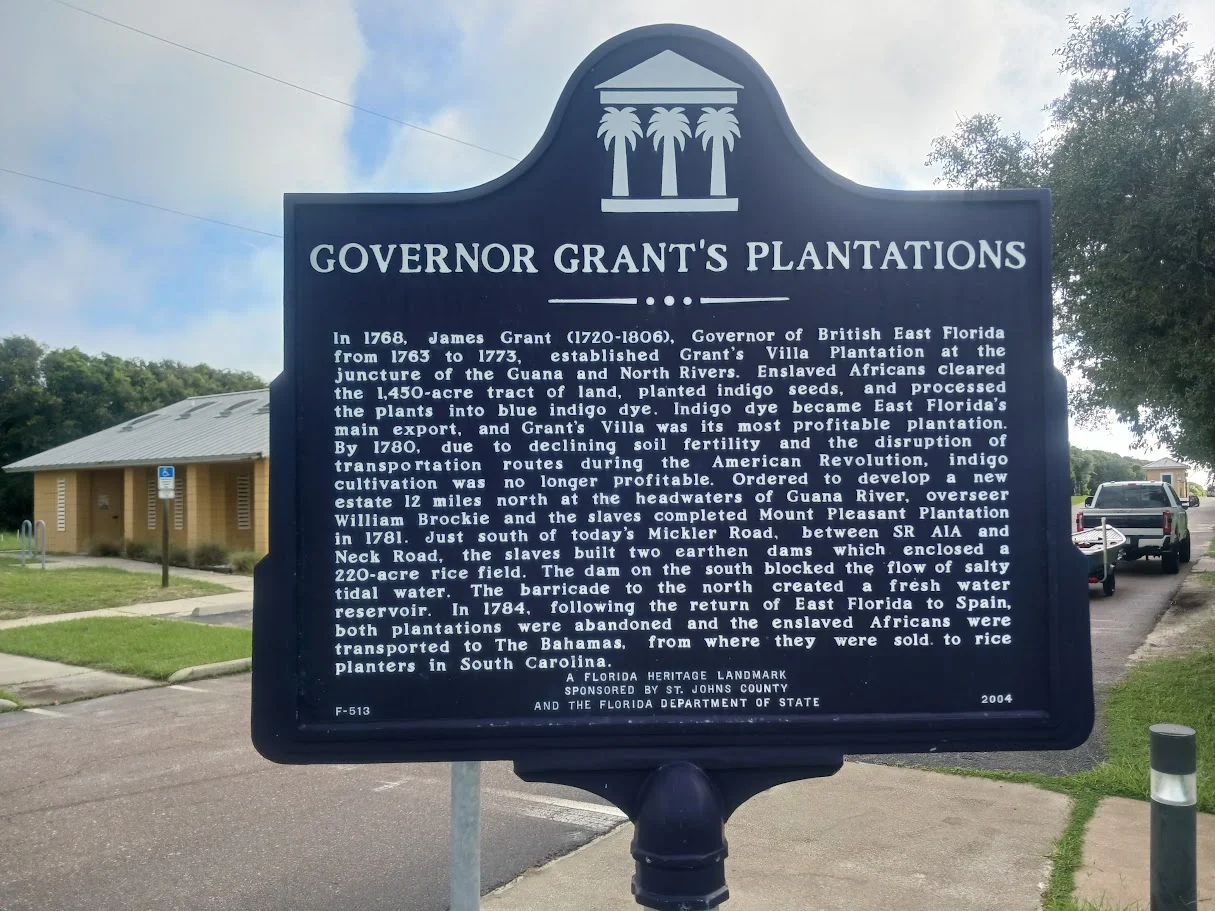 GOVERNOR GRANT'S PLANTATIONS
In 1768, James Grant (1720-1806), Governor of British East Florida
from 1763 to 1773, established Grant's Villa Plantation at the
juncture of the Guana and North Rivers. Enslaved Africans cleared
the 1,450-acre tract of land, planted indigo seeds, and processed
the plants into blue indigo dye. Indigo dye became East Florida's
main export, and Grant's Villa was its most profitable plantation.
By 1780, due to declining soil fertility and the disruption of
transportation routes during the American Revolution, indigo
cultivation was no longer profitable. Ordered to develop a new
estate 12 miles north at the headwaters of Guana River, overseer
William Brockie and the slaves completed Mount Pleasant Plantation
in 1781. Just south of today's Mickler Road, between SR A1A and
Neck Road, the slaves built two earthen dams which enclosed a
220-acre rice field. The dam on the south blocked the flow of salty
tidal water. The barricade to the north created a fresh water
reservoir. In 1784, following the return of East Florida to Spain,
both plantations were abandoned and the enslaved Africans were
transported to The Bahamas, from where they were sold to rice
planters in South Carolina.
A FLORIDA HERITAGE LANDMARK
SPONSORED BY ST. JOHNS COUNTY
AND THE FLORIDA DEPARTMENT OF STATE
F-513
2004